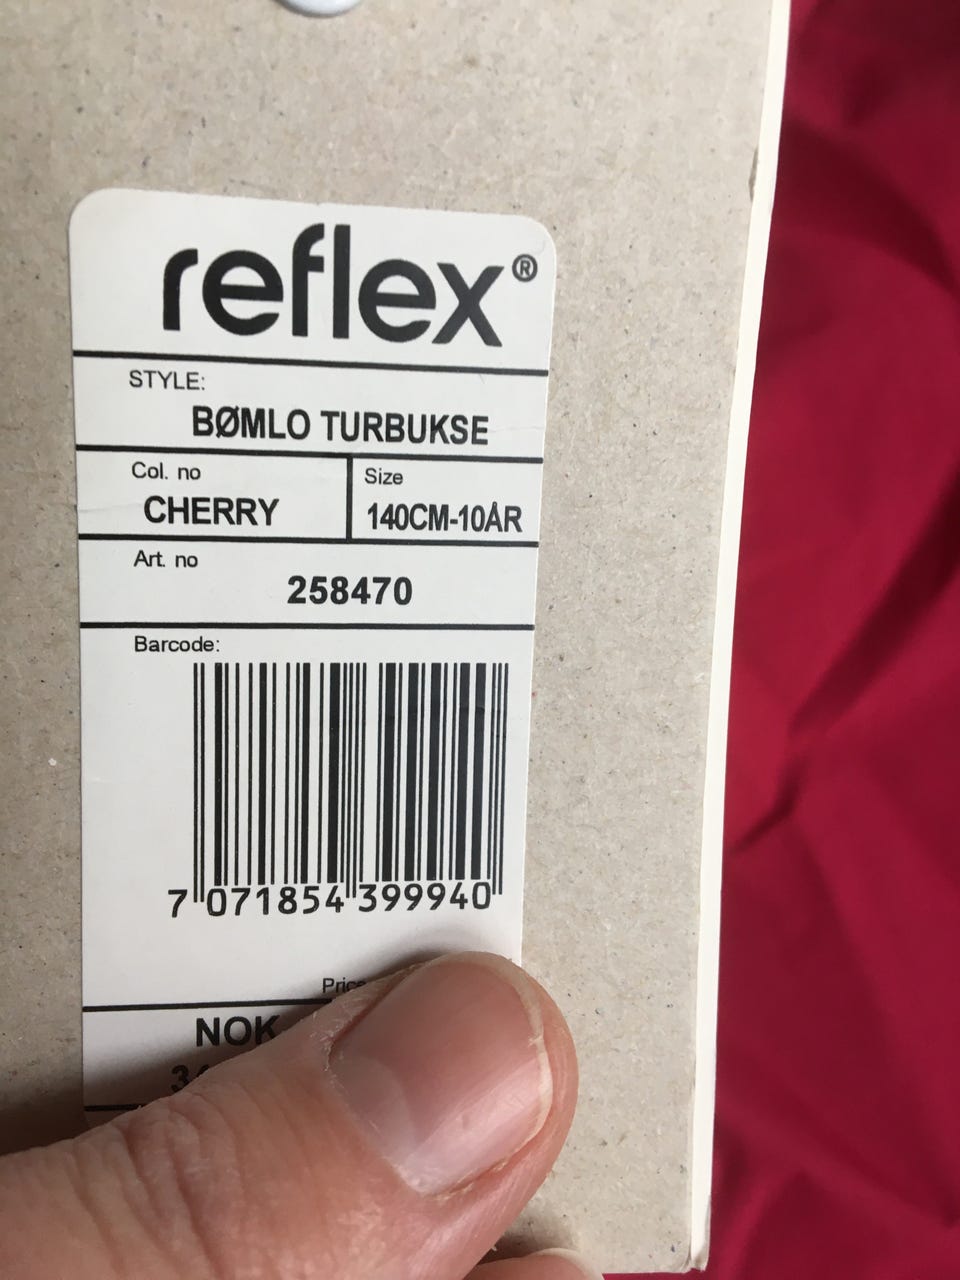 reflex®
STYLE:
BØMLO TURBUKSE
Col. no
CHERRY
Size
140CM-10ÅR
Art. no
258470
Barcode:
7 071854 399940
NOK